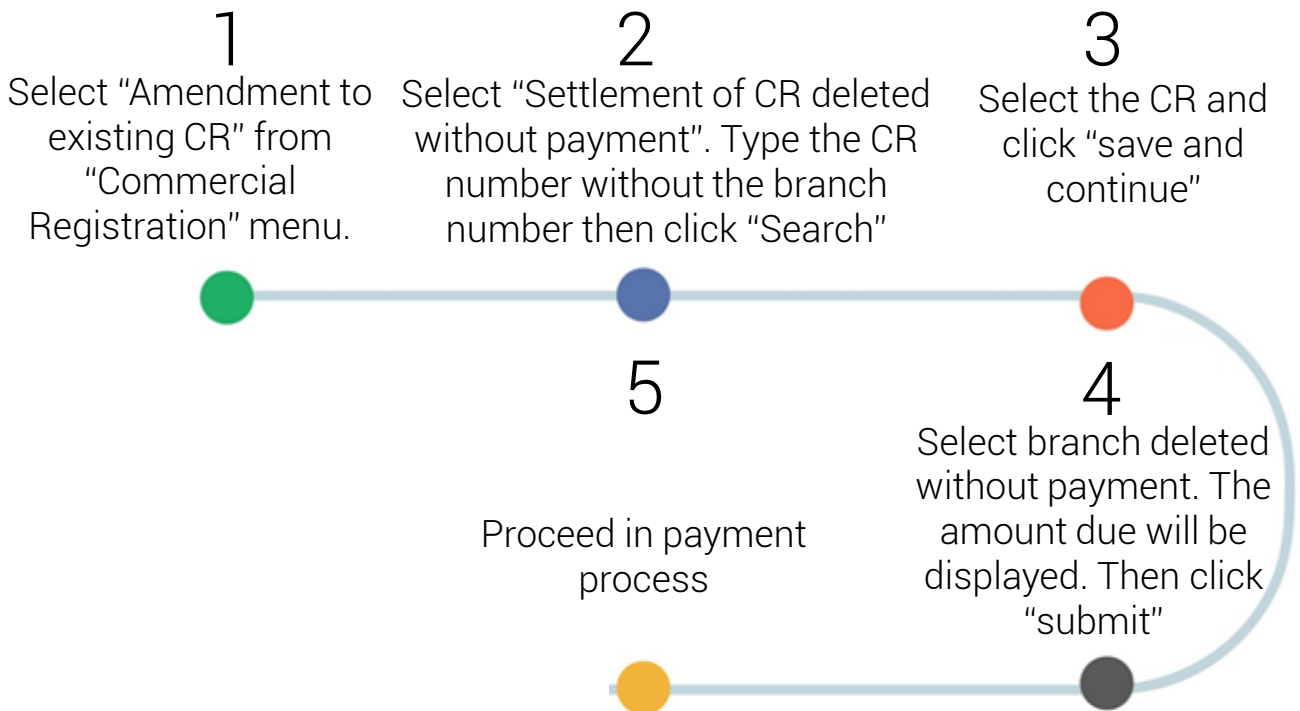 1
Select “Amendment to
existing CR” from
“Commercial
Registration” menu.
2
Select “Settlement of CR deleted
without payment”. Type the CR
number without the branch
number then click “Search”
3
Select the CR and
click “save and
continue”
4
Select branch deleted
without payment. The
amount due will be
displayed. Then click
“submit”
5
Proceed in payment
process